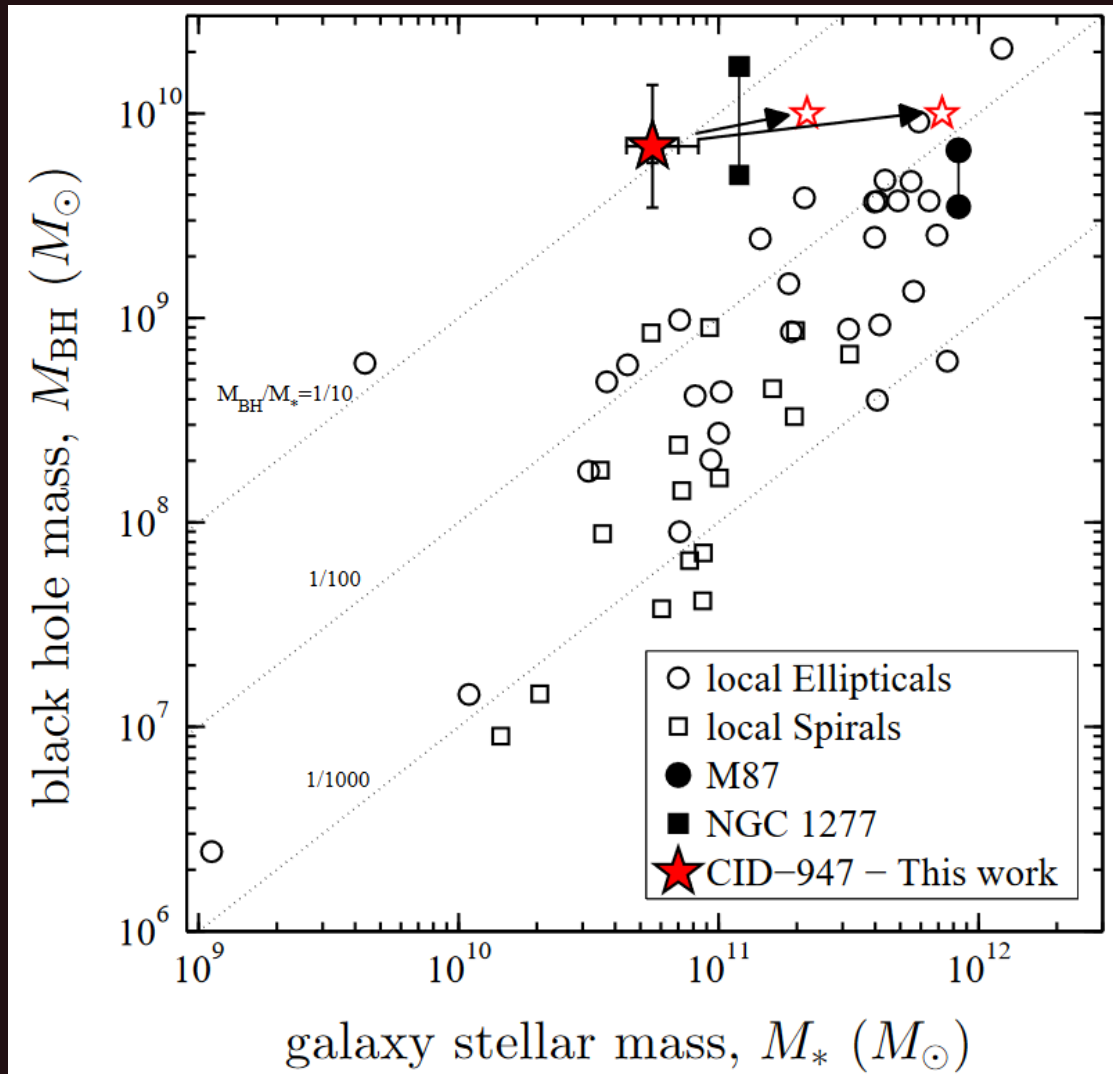 black hole mass, M_BH (M_⊙)
10^10
10^9
10^8
10^7
10^6
M_BH/M_*=1/10
1/100
1/1000
local Ellipticals
local Spirals
M87
NGC 1277
CID−947 − This work
10^9 10^10 10^11 10^12
galaxy stellar mass, M_* (M_⊙)